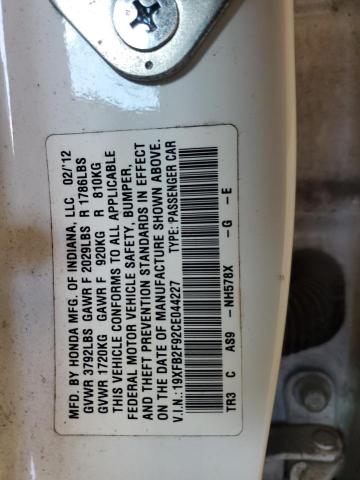 MFD. BY HONDA MFG. OF INDIANA, LLC 02/'12
GVWR 3792LBS GAWR F 2029LBS R 1786LBS
GVWR 1720KG GAWR F 920KG R 810KG
THIS VEHICLE CONFORMS TO ALL APPLICABLE
FEDERAL MOTOR VEHICLE SAFETY, BUMPER,
AND THEFT PREVENTION STANDARDS IN EFFECT
ON THE DATE OF MANUFACTURE SHOWN ABOVE.
V.I.N.:19XFB2F92CE044227 TYPE: PASSENGER CAR
TR3 C AS9 -NH578X -G -E